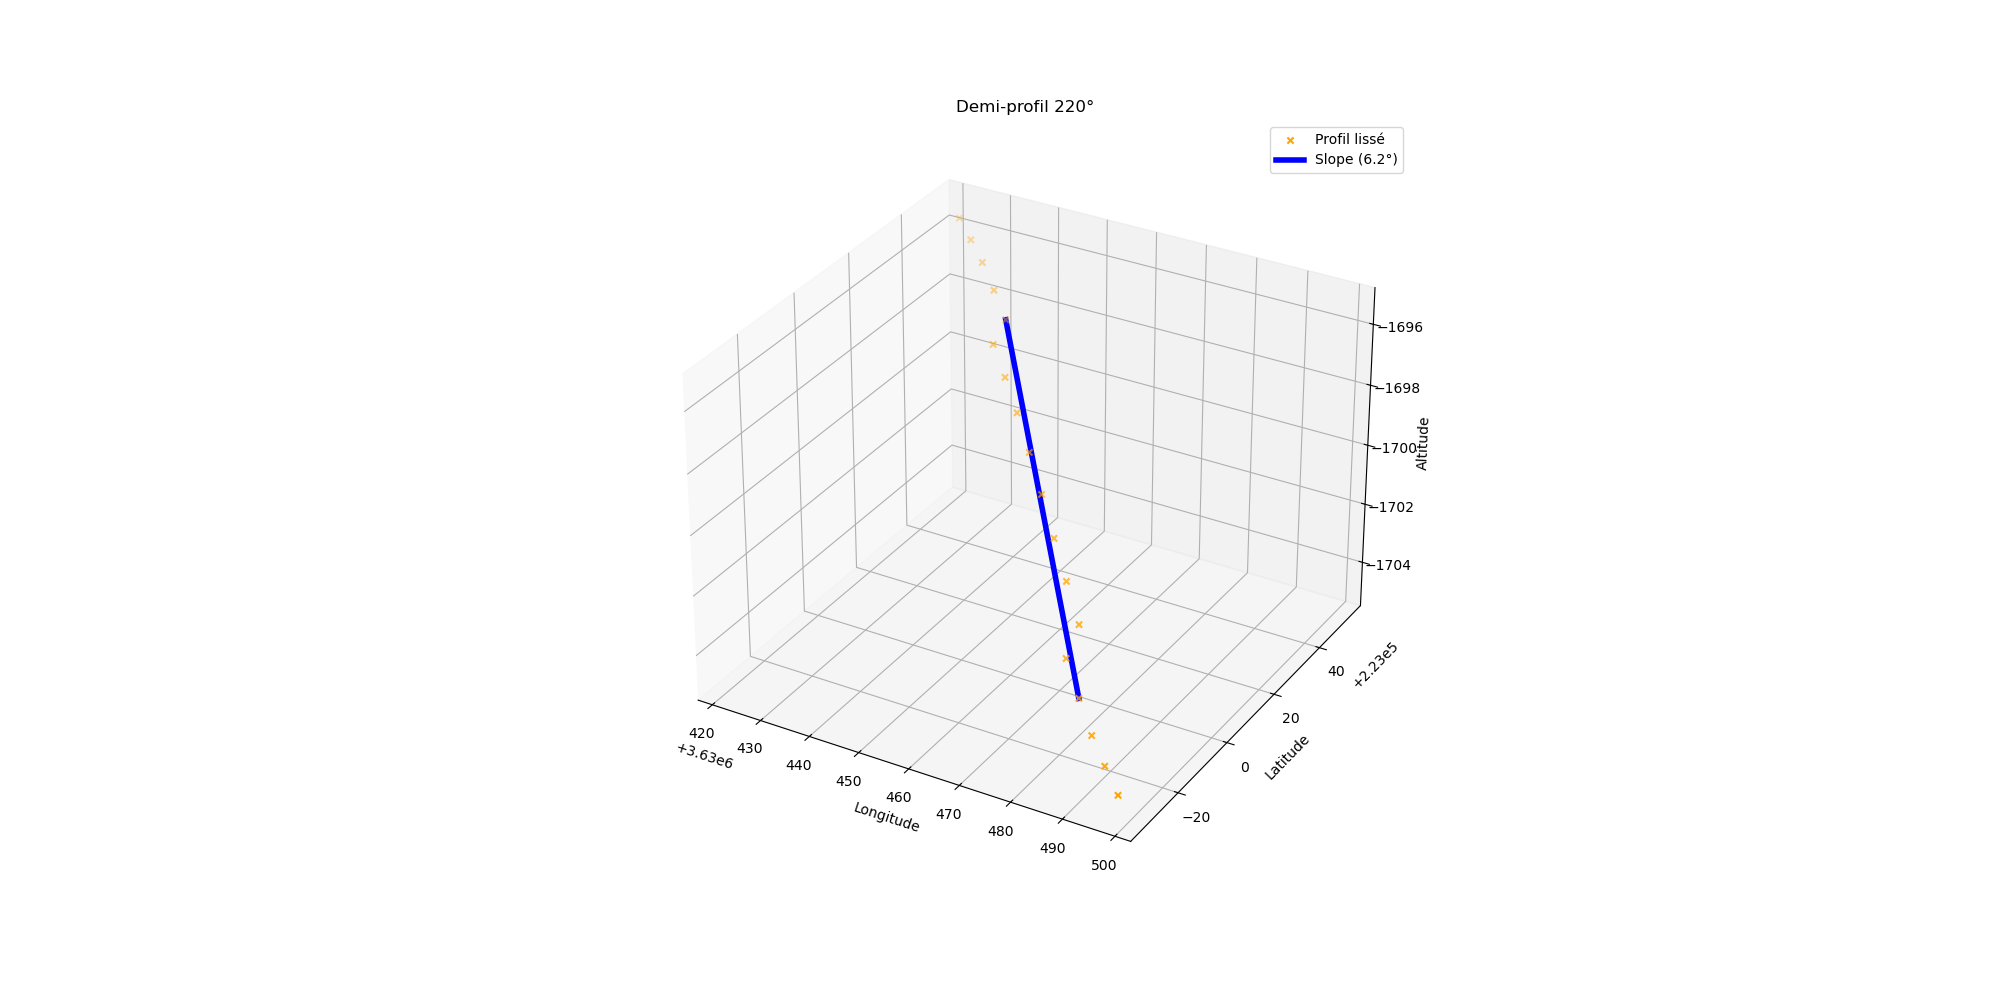 Demi-profil 220°
Profil lissé
Slope (6.2°)
−1696
−1698
−1700
−1702
−1704
Altitude
40
20
0
−20
+2.23e5
Latitude
420
430
440
450
460
470
480
490
500
+3.63e6
Longitude